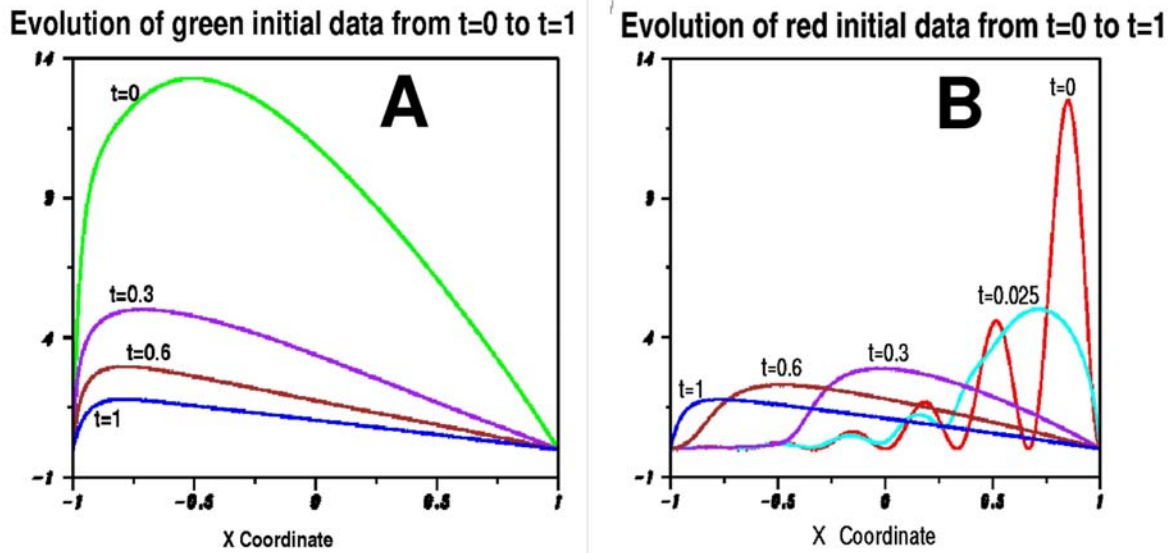 Evolution of green initial data from t=0 to t=1
14
9
4
-1
-1 -0.5 0 0.5 1
X Coordinate
A
t=0
t=0.3
t=0.6
t=1
Evolution of red initial data from t=0 to t=1
14
9
4
-1
-1 -0.5 0 0.5 1
X Coordinate
B
t=0
t=0.025
t=0.3
t=0.6
t=1